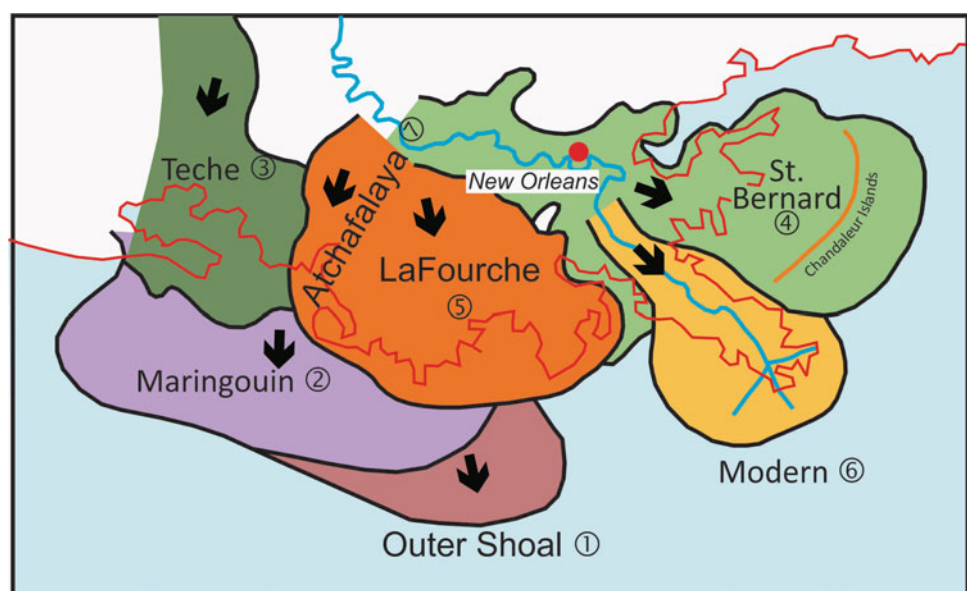 Teche ③
Atchafalaya ⑦
New Orleans
St.
Bernard
④
Chandaleur Islands
LaFourche
⑤
Maringouin ②
Modern ⑥
Outer Shoal ①